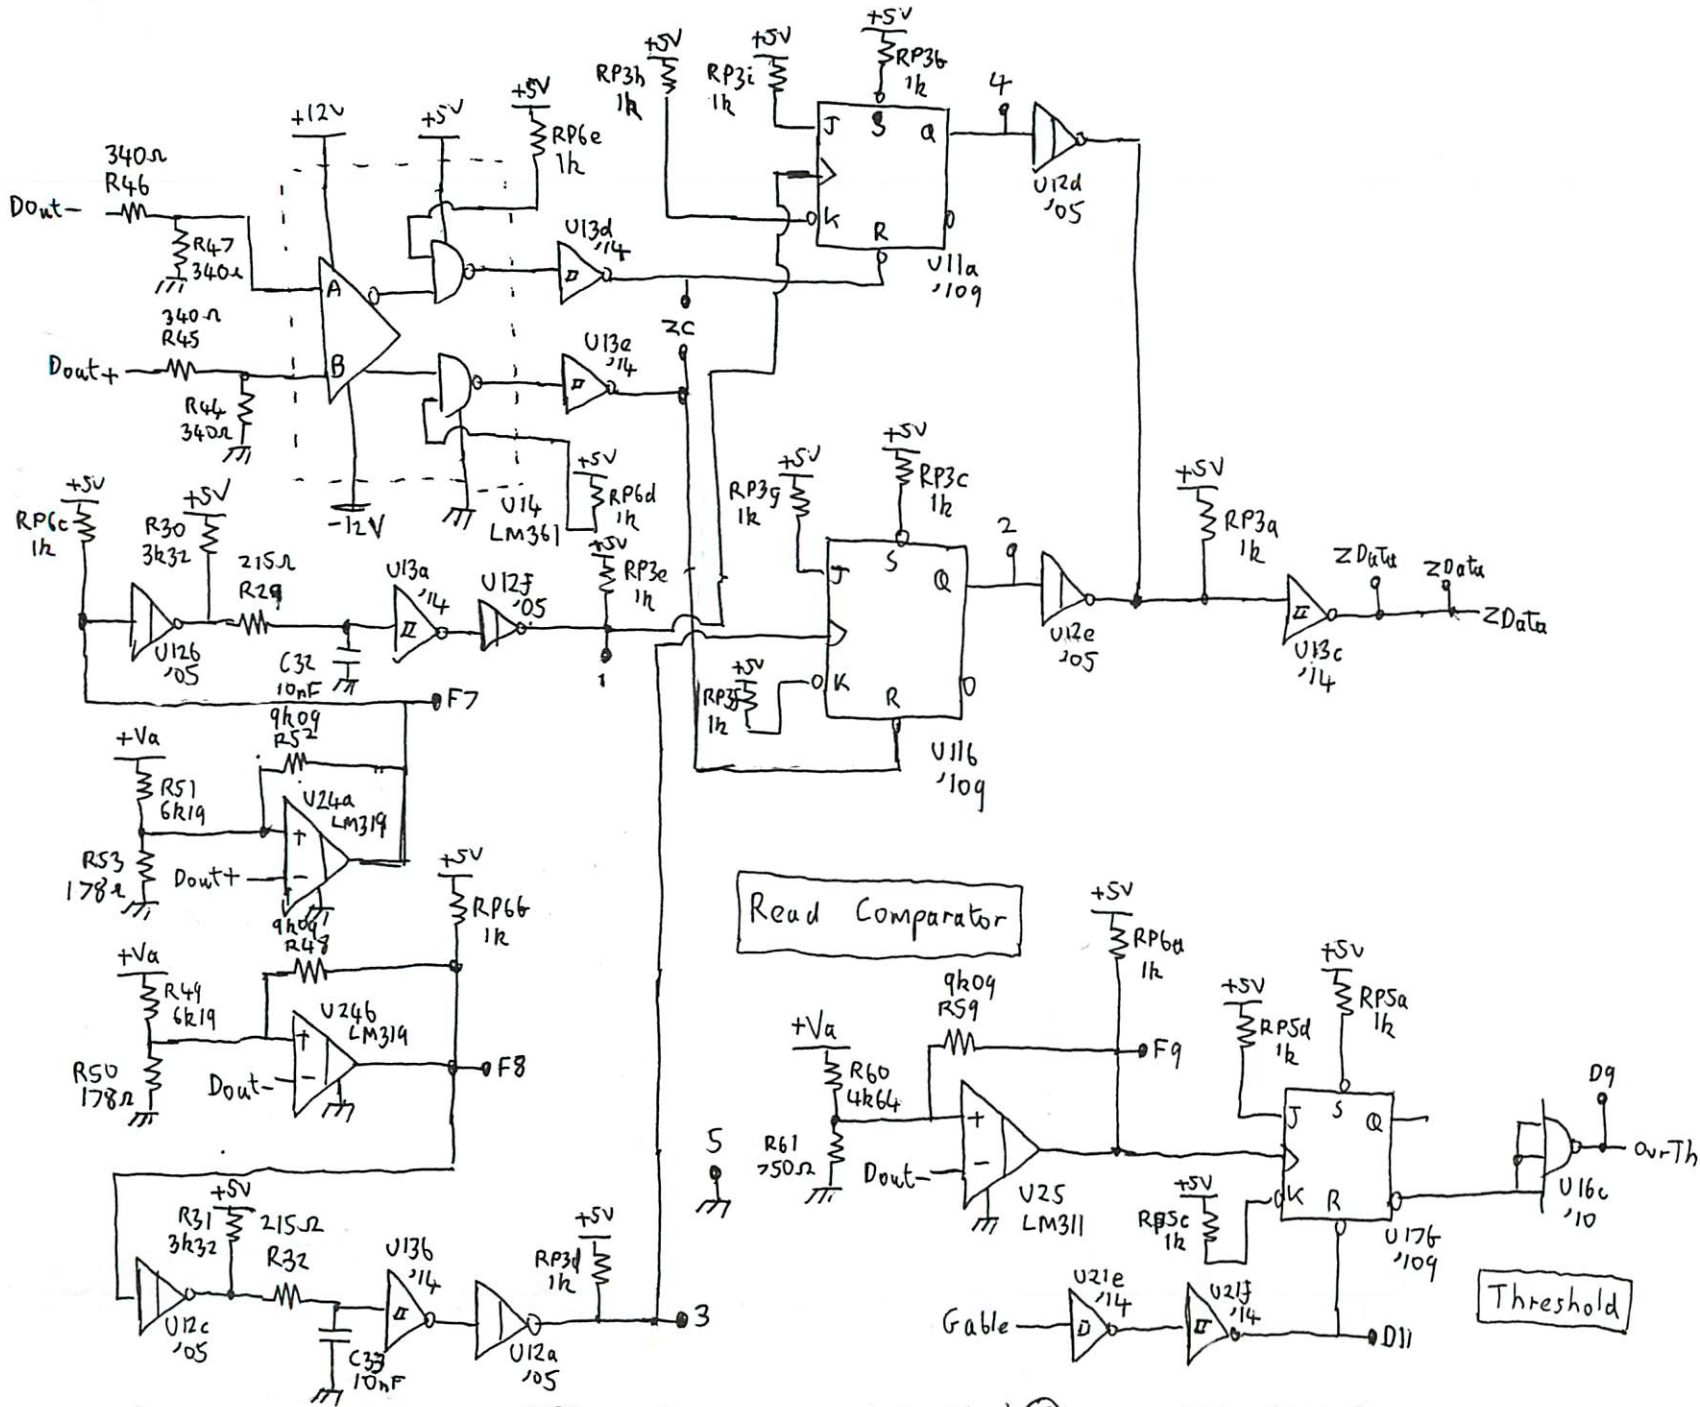 +5V
RP3b
1k
+5V
RP3h
1k
+5V
RP3i
1k
J
S
Q
K
R
U11a
'109
4
U12d
'05
+12V
+5V
+5V
RP6e
1k
340Ω
R46
Dout-
R47
340Ω
340Ω
R45
Dout+
R44
340Ω
A
B
-12V
U14
LM361
U13d
'14
ZC
U13e
'14
+5V
RP6d
1k
+5V
RP6c
1k
+5V
R30
3k32
215Ω
R29
U12b
'05
C32
10nF
U13a
'14
U12f
'05
+5V
RP3e
1k
1
F7
+5V
RP3g
1k
+5V
RP3c
1k
J
S
Q
K
R
+5V
RP3f
1k
U11b
'109
2
U12e
'05
+5V
RP3a
1k
U13c
'14
ZData
ZData
ZData
9k09
R52
+Va
R51
6k19
R53
178Ω
U24a
LM319
+
-
Dout+
+5V
RP6b
1k
9k09
R48
+Va
R49
6k19
R50
178Ω
U24b
LM319
+
-
Dout-
F8
Read Comparator
+5V
R31
3k32
215Ω
R32
U12c
'05
C33
10nF
U13b
'14
U12a
'05
+5V
RP3d
1k
3
5
+5V
RP6a
1k
9k09
R59
F9
+Va
R60
4k64
R61
750Ω
Dout-
+
-
U25
LM311
+5V
RP5d
1k
+5V
RP5a
1k
J
S
Q
K
R
+5V
RP5c
1k
U17b
'109
D9
OvrTh
U16c
'10
Gable
U21e
'14
U21f
'14
D11
Threshold